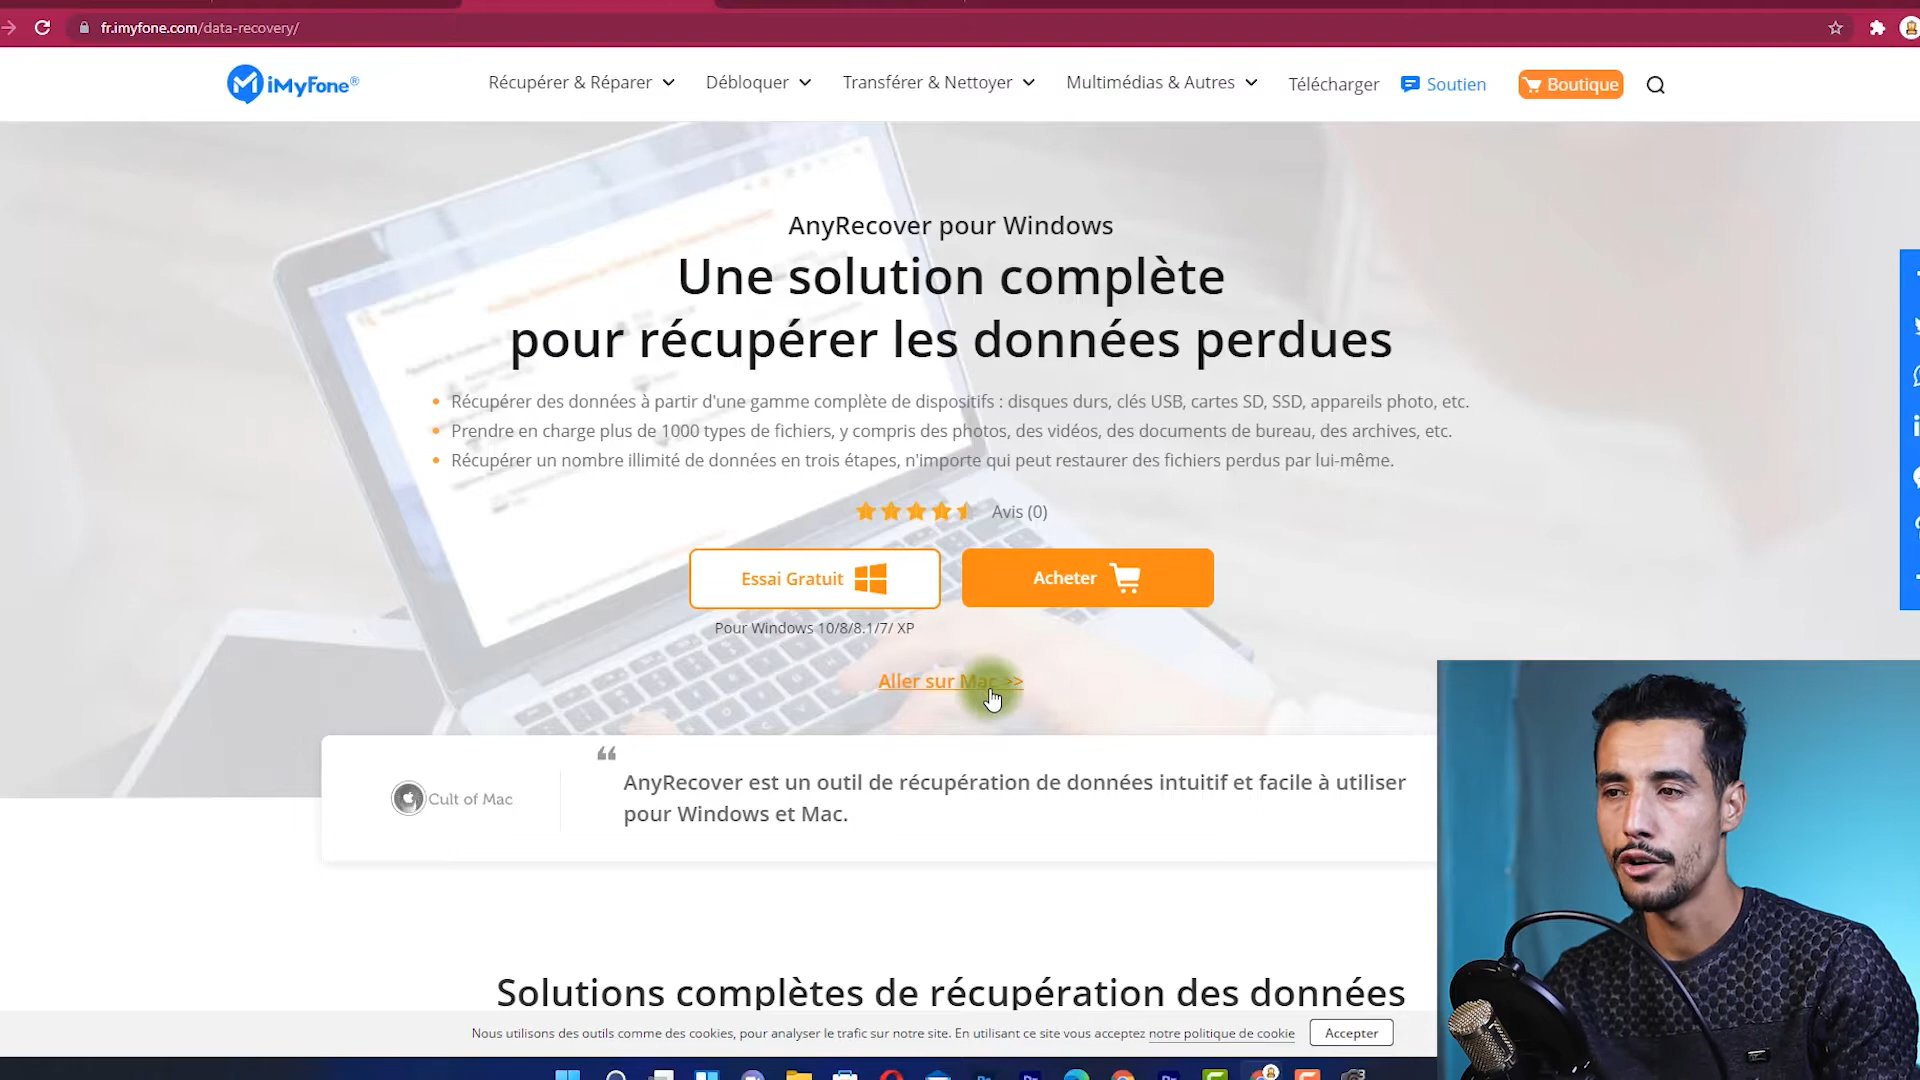 fr.imyfone.com/data-recovery/
iMyFone®
Récupérer & Réparer
Débloquer
Transférer & Nettoyer
Multimédias & Autres
Télécharger
Soutien
Boutique
AnyRecover pour Windows
Une solution complète
pour récupérer les données perdues
• Récupérer des données à partir d'une gamme complète de dispositifs : disques durs, clés USB, cartes SD, SSD, appareils photo, etc.
• Prendre en charge plus de 1000 types de fichiers, y compris des photos, des vidéos, des documents de bureau, des archives, etc.
• Récupérer un nombre illimité de données en trois étapes, n'importe qui peut restaurer des fichiers perdus par lui-même.
Avis (0)
Essai Gratuit
Acheter
Pour Windows 10/8/8.1/7/ XP
Aller sur Mac >>
“
Cult of Mac
AnyRecover est un outil de récupération de données intuitif et facile à utiliser
pour Windows et Mac.
Solutions complètes de récupération des données
Nous utilisons des outils comme des cookies, pour analyser le trafic sur notre site. En utilisant ce site vous acceptez notre politique de cookie
Accepter